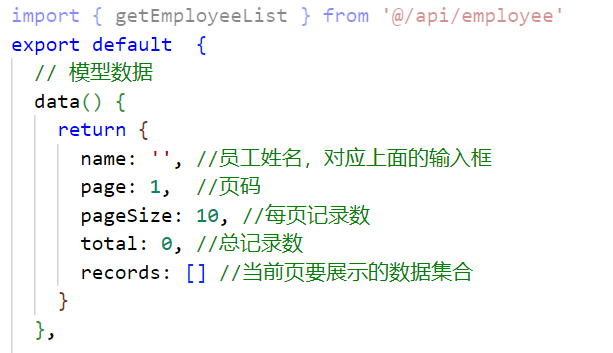 import { getEmployeeList } from '@/api/employee'
export default  {
  // 模型数据
  data() {
    return {
      name: '', //员工姓名，对应上面的输入框
      page: 1,  //页码
      pageSize: 10, //每页记录数
      total: 0, //总记录数
      records: [] //当前页要展示的数据集合
    }
  },